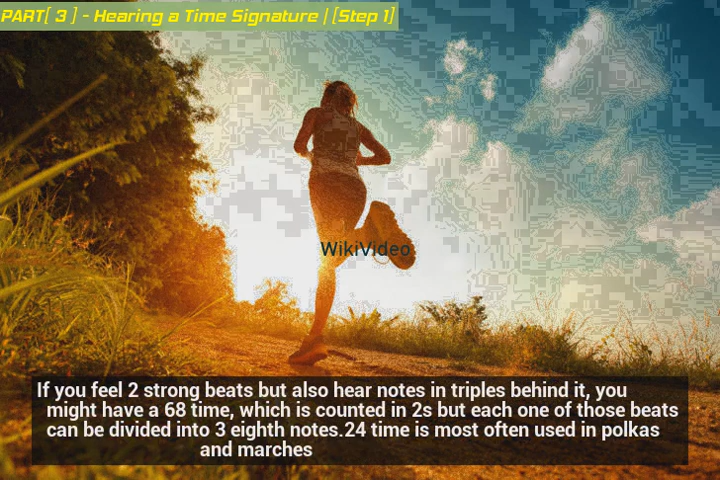 PART[ 3 ] - Hearing a Time Signature | [Step 1]
WikiVideo
If you feel 2 strong beats but also hear notes in triples behind it, you
might have a 68 time, which is counted in 2s but each one of those beats
can be divided into 3 eighth notes.24 time is most often used in polkas
and marches